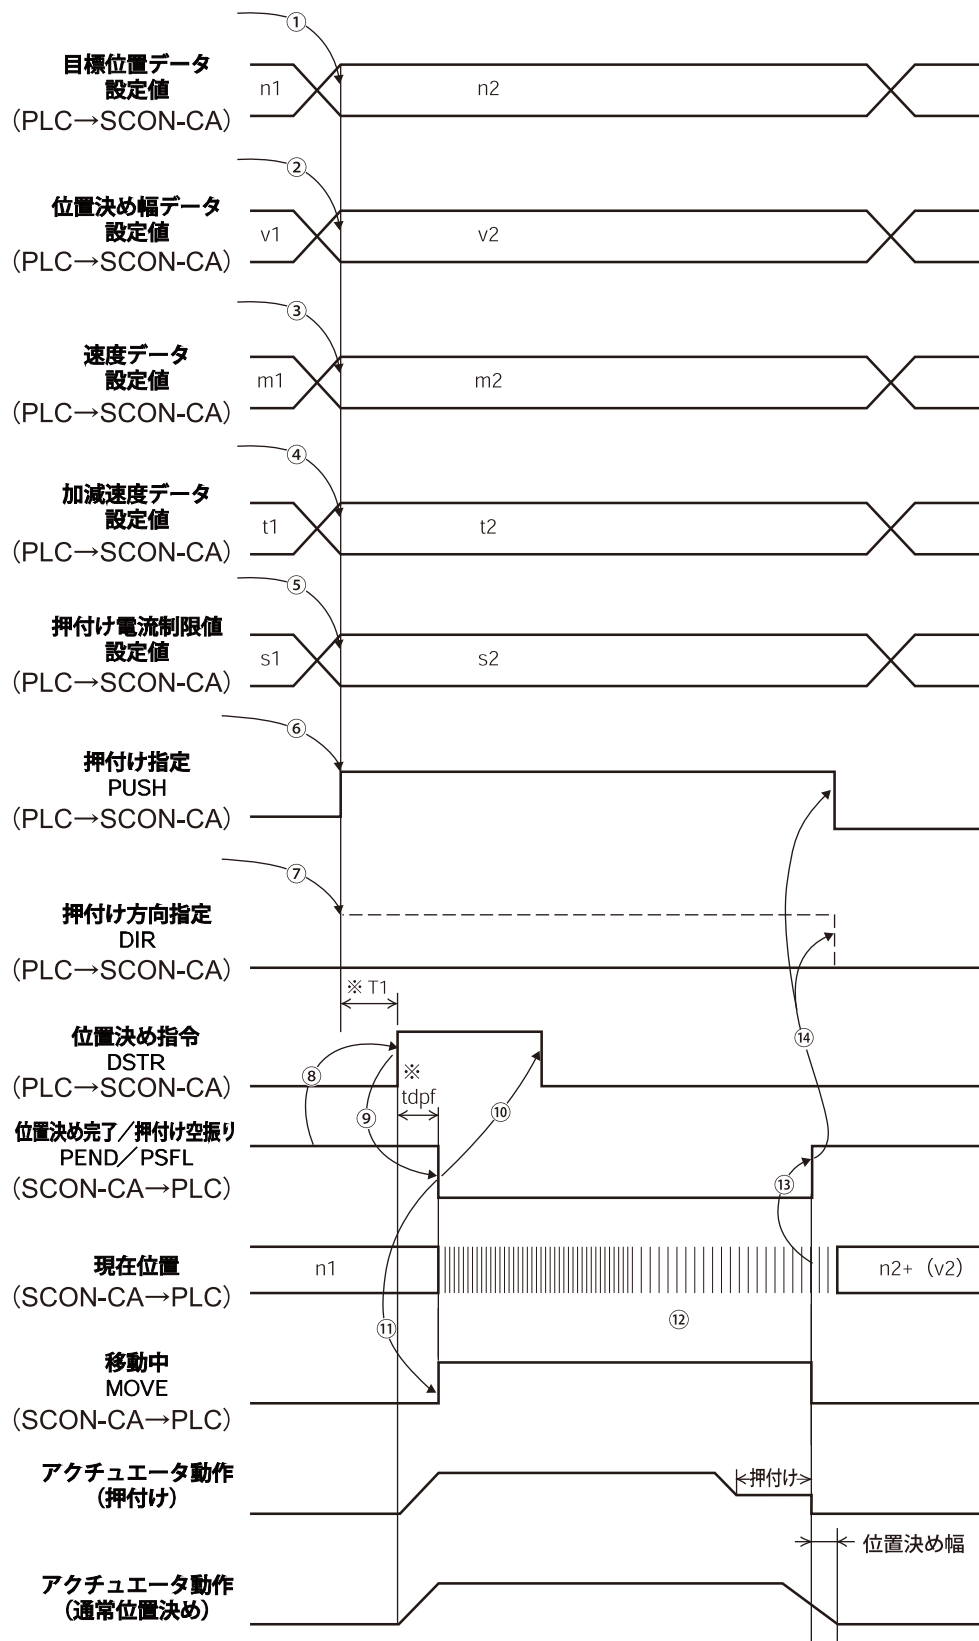 ①
目標位置データ
設定値
(PLC→SCON-CA)
n1
n2
②
位置決め幅データ
設定値
(PLC→SCON-CA)
v1
v2
③
速度データ
設定値
(PLC→SCON-CA)
m1
m2
④
加減速度データ
設定値
(PLC→SCON-CA)
t1
t2
⑤
押付け電流制限値
設定値
(PLC→SCON-CA)
s1
s2
⑥
押付け指定
PUSH
(PLC→SCON-CA)
⑦
押付け方向指定
DIR
(PLC→SCON-CA)
※ T1
位置決め指令
DSTR
(PLC→SCON-CA)
⑧
※
tdpf
⑨
⑩
⑭
位置決め完了/押付け空振り
PEND/PSFL
(SCON-CA→PLC)
⑬
現在位置
(SCON-CA→PLC)
n1
n2+(v2)
⑪
⑫
移動中
MOVE
(SCON-CA→PLC)
アクチュエータ動作
(押付け)
押付け
位置決め幅
アクチュエータ動作
(通常位置決め)